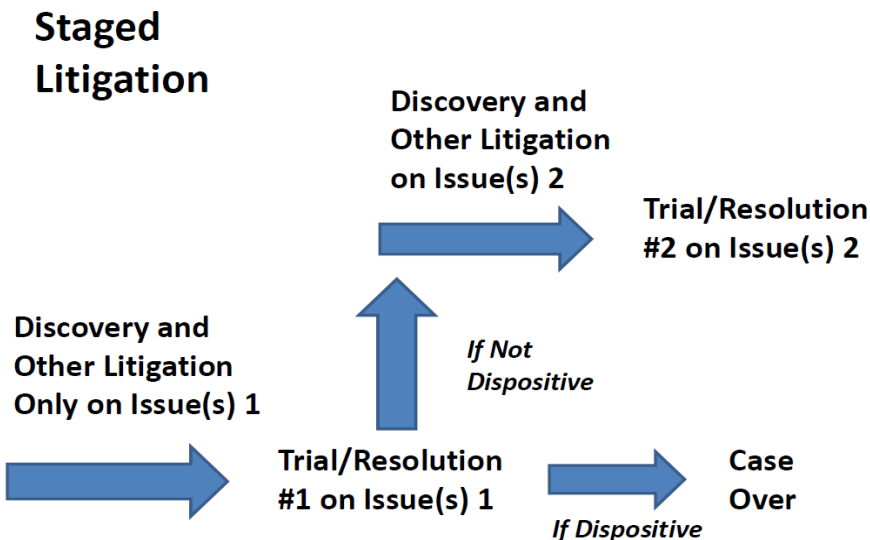 Staged
Litigation
Discovery and
Other Litigation
on Issue(s) 2
Trial/Resolution
#2 on Issue(s) 2
Discovery and
Other Litigation
Only on Issue(s) 1
If Not
Dispositive
Trial/Resolution
#1 on Issue(s) 1
Case
Over
If Dispositive